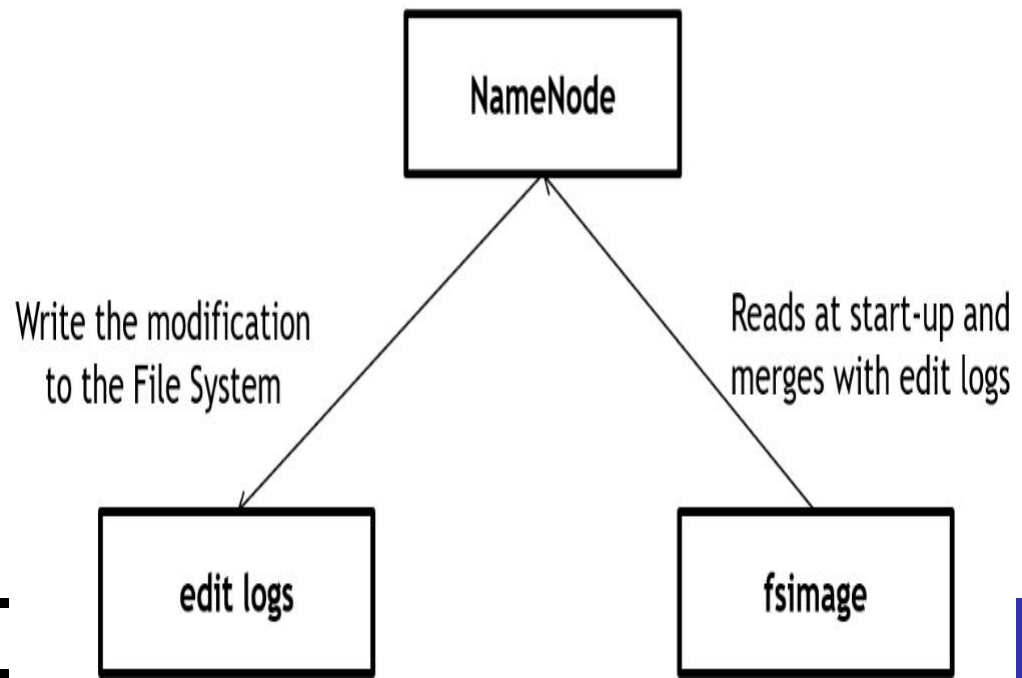 NameNode
Write the modification
to the File System
Reads at start-up and
merges with edit logs
edit logs
fsimage